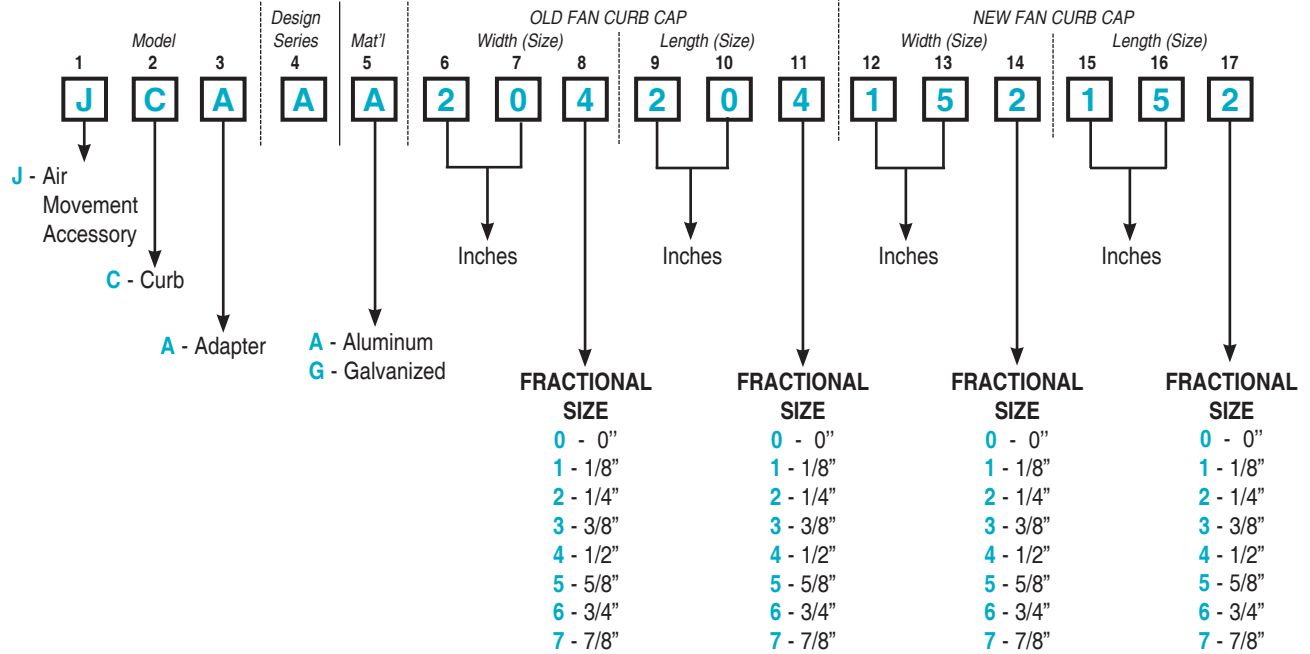 Design OLD FAN CURB CAP NEW FAN CURB CAP
Model Series Mat'l Width (Size) Length (Size) Width (Size) Length (Size)
1 2 3 4 5 6 7 8 9 10 11 12 13 14 15 16 17
J C A A A 2 0 4 2 0 4 1 5 2 1 5 2
J - Air
Movement
Accessory
Inches Inches Inches Inches
C - Curb
A - Adapter
A - Aluminum
G - Galvanized
FRACTIONAL FRACTIONAL FRACTIONAL FRACTIONAL
SIZE SIZE SIZE SIZE
0 - 0’’ 0 - 0’’ 0 - 0’’ 0 - 0’’
1 - 1/8” 1 - 1/8” 1 - 1/8” 1 - 1/8”
2 - 1/4” 2 - 1/4” 2 - 1/4” 2 - 1/4”
3 - 3/8” 3 - 3/8” 3 - 3/8” 3 - 3/8”
4 - 1/2” 4 - 1/2” 4 - 1/2” 4 - 1/2”
5 - 5/8” 5 - 5/8” 5 - 5/8” 5 - 5/8”
6 - 3/4” 6 - 3/4” 6 - 3/4” 6 - 3/4”
7 - 7/8” 7 - 7/8” 7 - 7/8” 7 - 7/8”